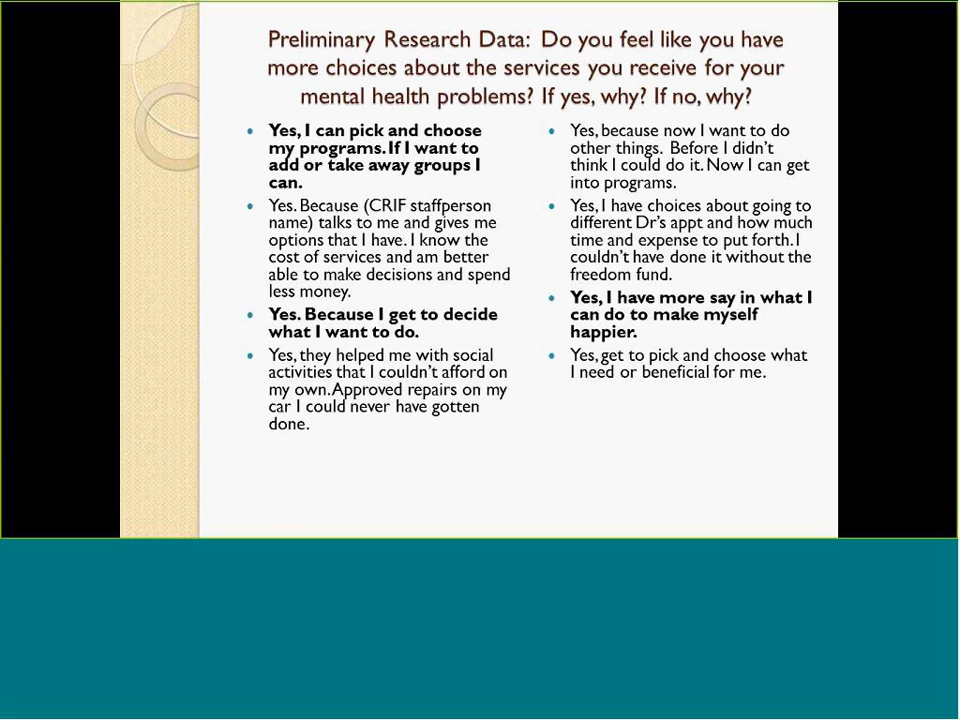 Preliminary Research Data: Do you feel like you have
more choices about the services you receive for your
mental health problems? If yes, why? If no, why?
Yes, I can pick and choose
my programs. If I want to
add or take away groups I
can.
Yes. Because (CRIF staffperson
name) talks to me and gives me
options that I have. I know the
cost of services and am better
able to make decisions and spend
less money.
Yes. Because I get to decide
what I want to do.
Yes, they helped me with social
activities that I couldn't afford on
my own. Approved repairs on my
car I could never have gotten
done.
Yes, because now I want to do
other things. Before I didn't
think I could do it. Now I can get
into programs.
Yes, I have choices about going to
different Dr's appt and how much
time and expense to put forth. I
couldn't have done it without the
freedom fund.
Yes, I have more say in what I
can do to make myself
happier.
Yes, get to pick and choose what
I need or beneficial for me.